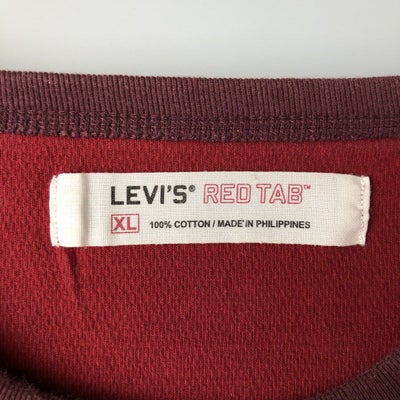 LEVI'S® RED TAB™
XL 100% COTTON / MADE IN PHILIPPINES